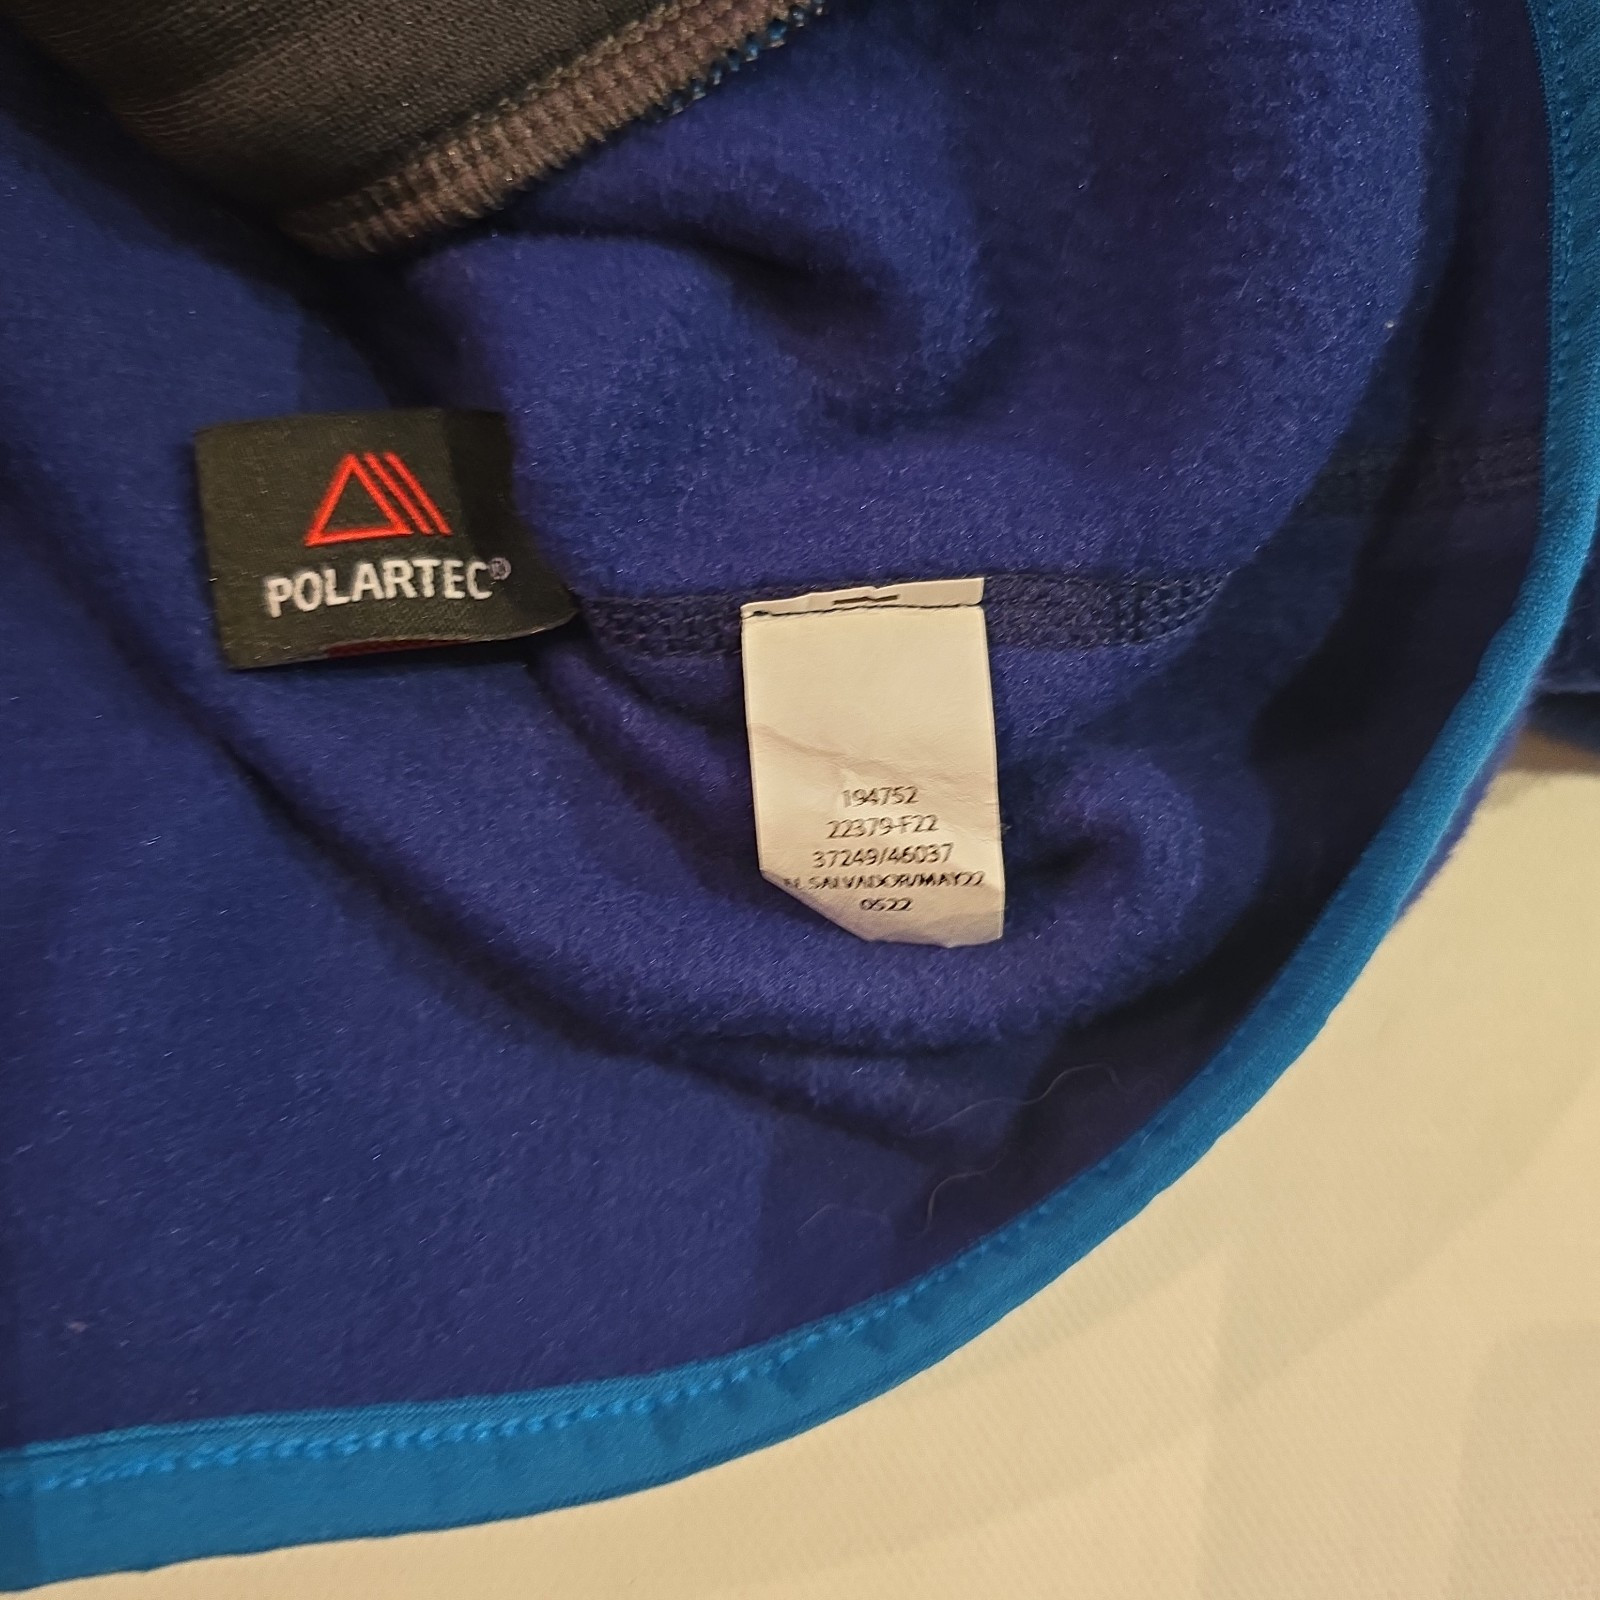 POLARTEC®
194752
22379-F22
37249/46037
EL SALVADOR/MAY22
0522